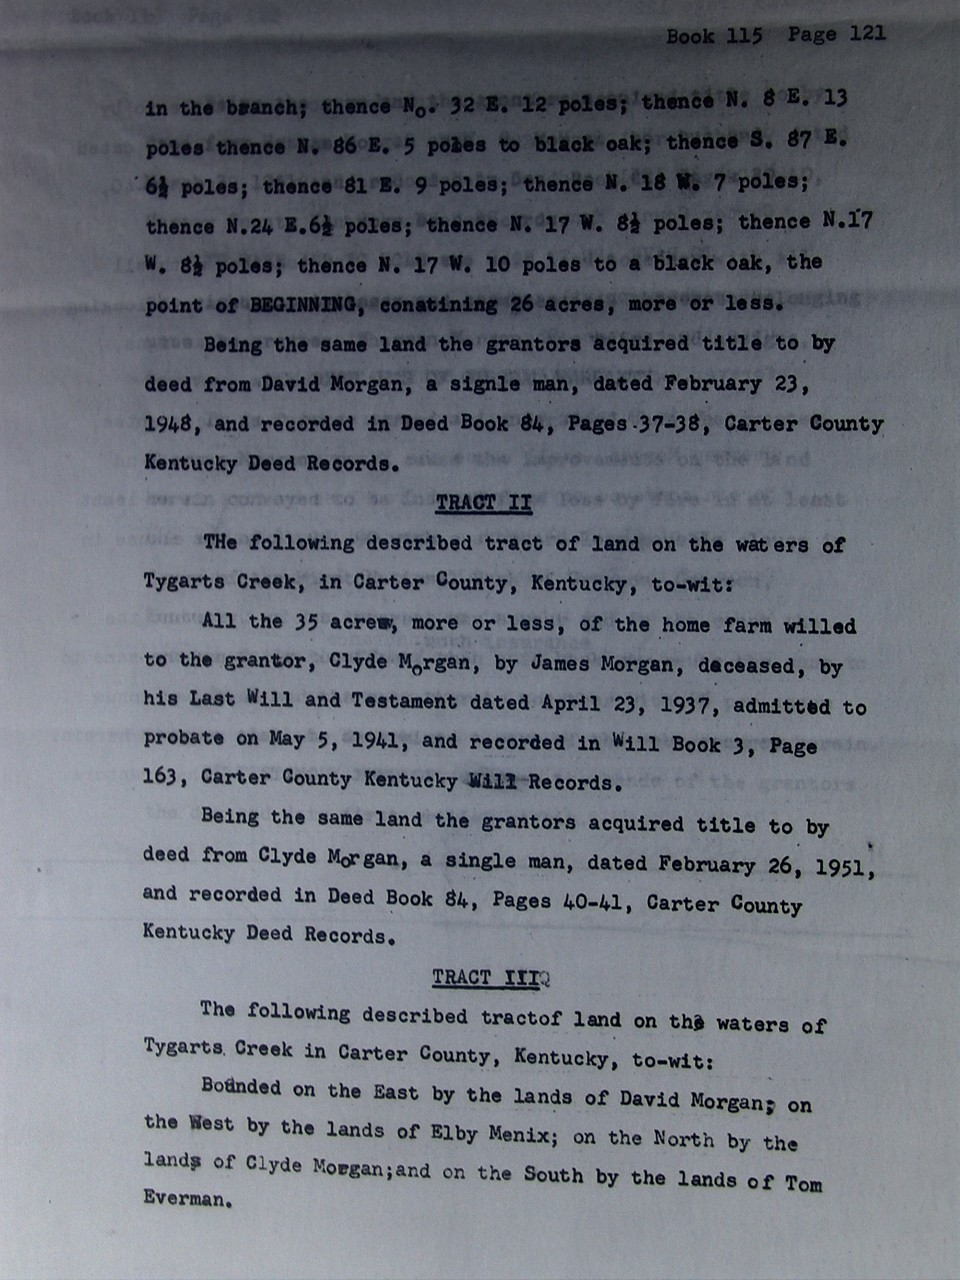 Book 115 Page 121
in the branch; thence No. 32 E. 12 poles; thence N. 8 E. 13
poles thence N. 86 E. 5 poles to black oak; thence S. 87 E.
6½ poles; thence 81 E. 9 poles; thence N. 18 W. 7 poles;
thence N.24 E.6½ poles; thence N. 17 W. 8½ poles; thence N.17
W. 8½ poles; thence N. 17 W. 10 poles to a black oak, the
point of BEGINNING, conatining 26 acres, more or less.
Being the same land the grantors acquired title to by
deed from David Morgan, a signle man, dated February 23,
1948, and recorded in Deed Book 84, Pages 37-38, Carter County
Kentucky Deed Records.
TRACT II
THe following described tract of land on the wat ers of
Tygarts Creek, in Carter County, Kentucky, to-wit:
All the 35 acres, more or less, of the home farm willed
to the grantor, Clyde Morgan, by James Morgan, deceased, by
his Last Will and Testament dated April 23, 1937, admitted to
probate on May 5, 1941, and recorded in Will Book 3, Page
163, Carter County Kentucky Will Records.
Being the same land the grantors acquired title to by
deed from Clyde Morgan, a single man, dated February 26, 1951,
and recorded in Deed Book 84, Pages 40-41, Carter County
Kentucky Deed Records.
TRACT III
The following described tractof land on the waters of
Tygarts Creek in Carter County, Kentucky, to-wit:
Bounded on the East by the lands of David Morgan; on
the West by the lands of Elby Menix; on the North by the
lands of Clyde Morgan;and on the South by the lands of Tom
Everman.